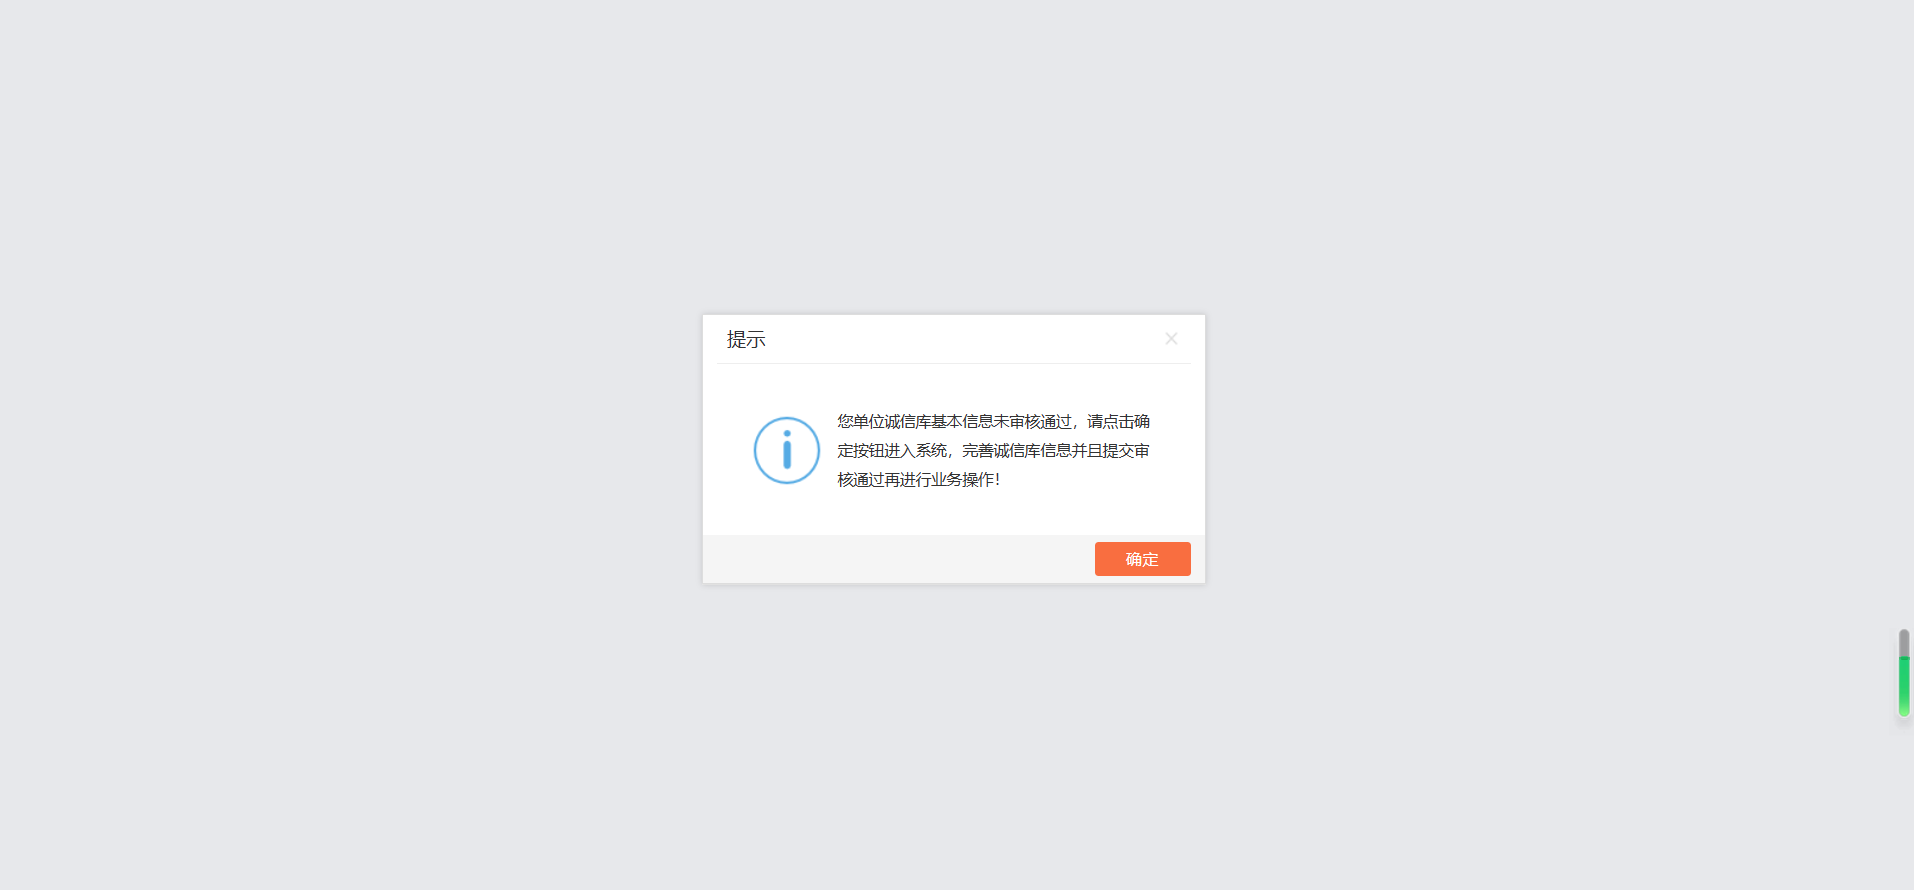 提示
您单位诚信库基本信息未审核通过，请点击确
定按钮进入系统，完善诚信库信息并且提交审
核通过再进行业务操作！
确定